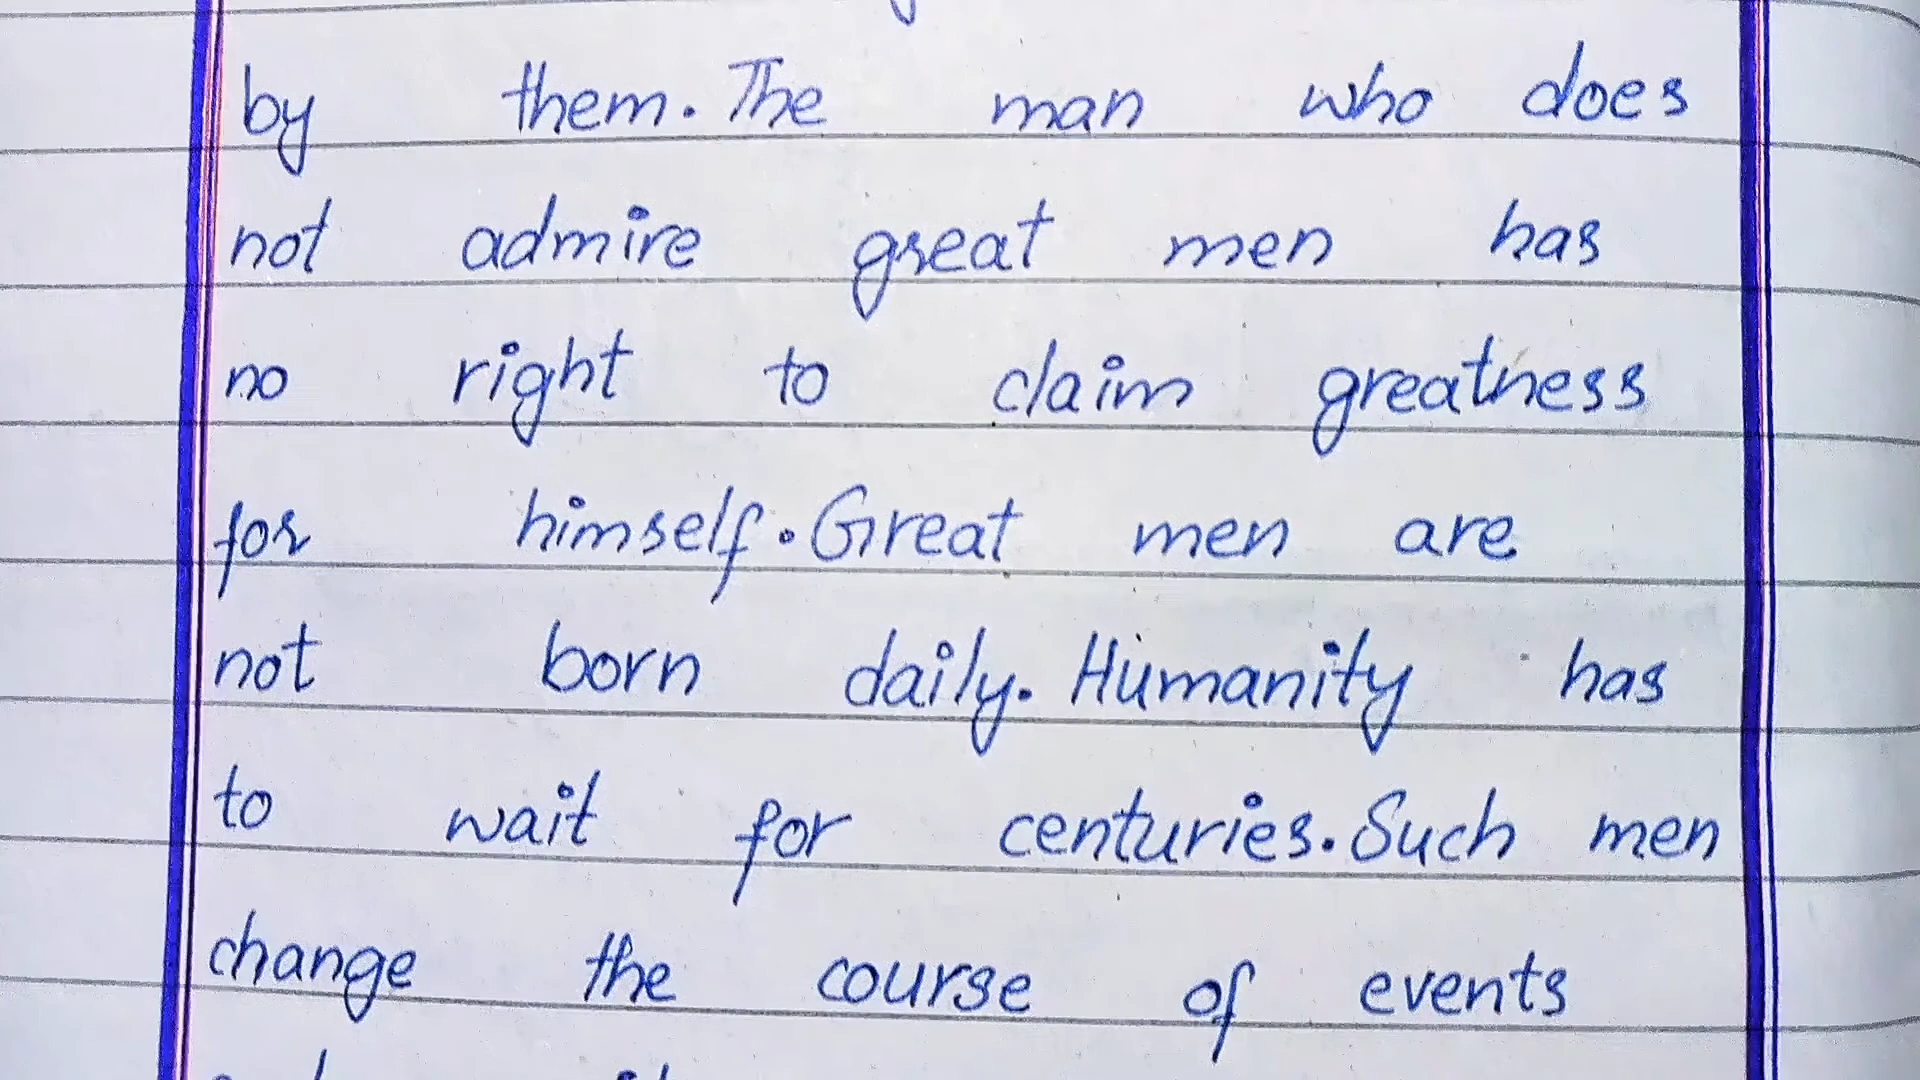 by them. The man who does
not admire great men has
no right to claim greatness
for himself. Great men are
not born daily. Humanity has
to wait for centuries. Such men
change the course of events